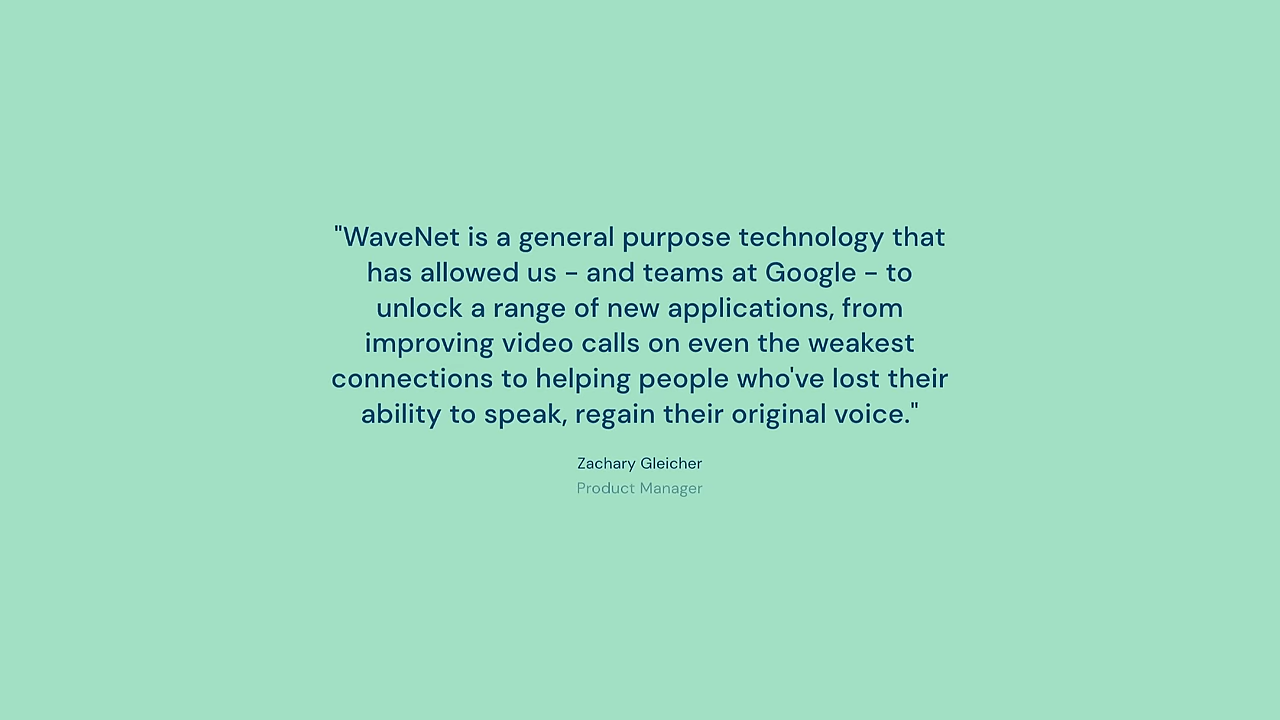 "WaveNet is a general purpose technology that
has allowed us – and teams at Google – to
unlock a range of new applications, from
improving video calls on even the weakest
connections to helping people who've lost their
ability to speak, regain their original voice."
Zachary Gleicher
Product Manager